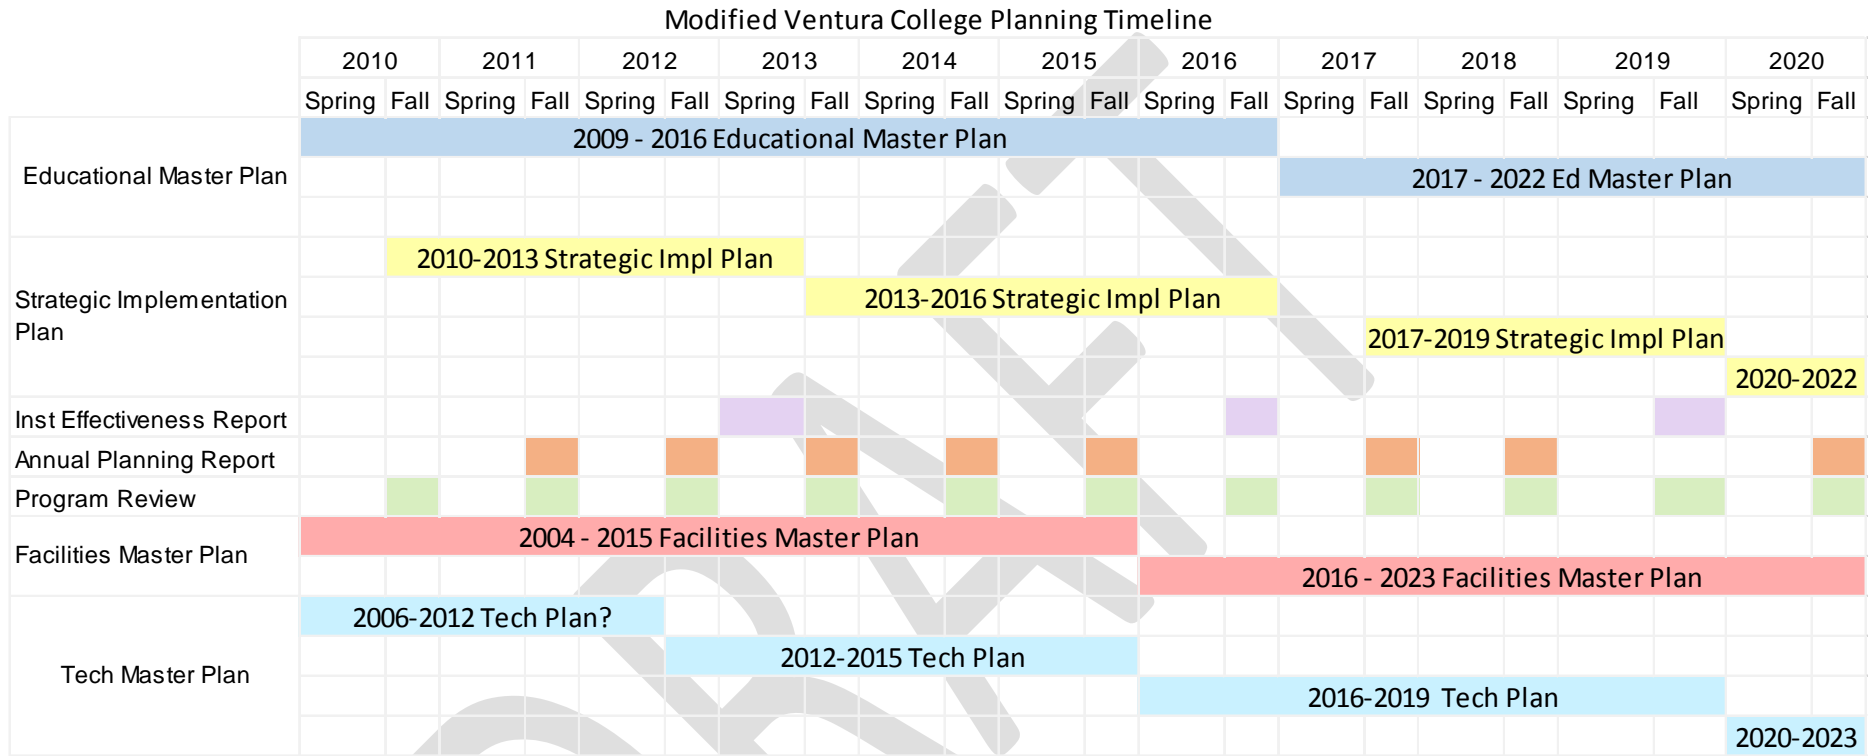 Modified Ventura College Planning Timeline
2010 2011 2012 2013 2014 2015 2016 2017 2018 2019 2020
Spring Fall Spring Fall Spring Fall Spring Fall Spring Fall Spring Fall Spring Fall Spring Fall Spring Fall Spring Fall Spring Fall
2009 - 2016 Educational Master Plan
Educational Master Plan
2017 - 2022 Ed Master Plan
2010-2013 Strategic Impl Plan
Strategic Implementation
Plan
2013-2016 Strategic Impl Plan
2017-2019 Strategic Impl Plan
2020-2022
Inst Effectiveness Report
Annual Planning Report
Program Review
2004 - 2015 Facilities Master Plan
Facilities Master Plan
2016 - 2023 Facilities Master Plan
2006-2012 Tech Plan?
2012-2015 Tech Plan
Tech Master Plan
2016-2019 Tech Plan
2020-2023
DRAFT